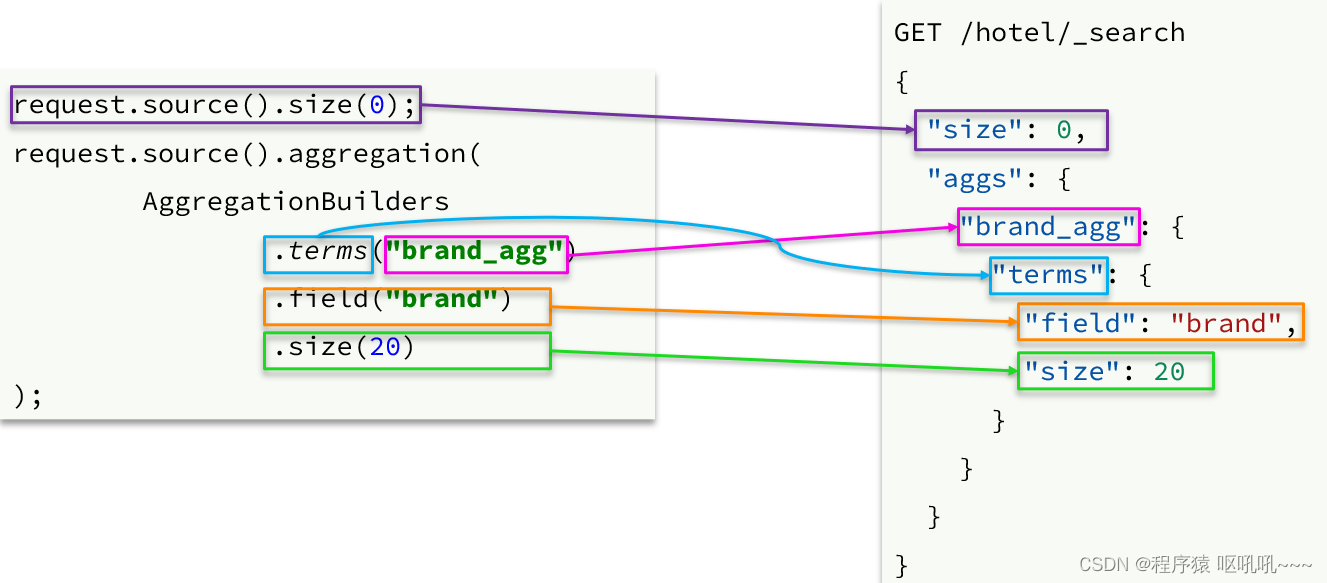 request.source().size(0);
request.source().aggregation(
AggregationBuilders
.terms("brand_agg")
.field("brand")
.size(20)
);
GET /hotel/_search
{
"size": 0,
"aggs": {
"brand_agg": {
"terms": {
"field": "brand",
"size": 20
}
}
}
}
CSDN @程序猿 呕吼吼~~~